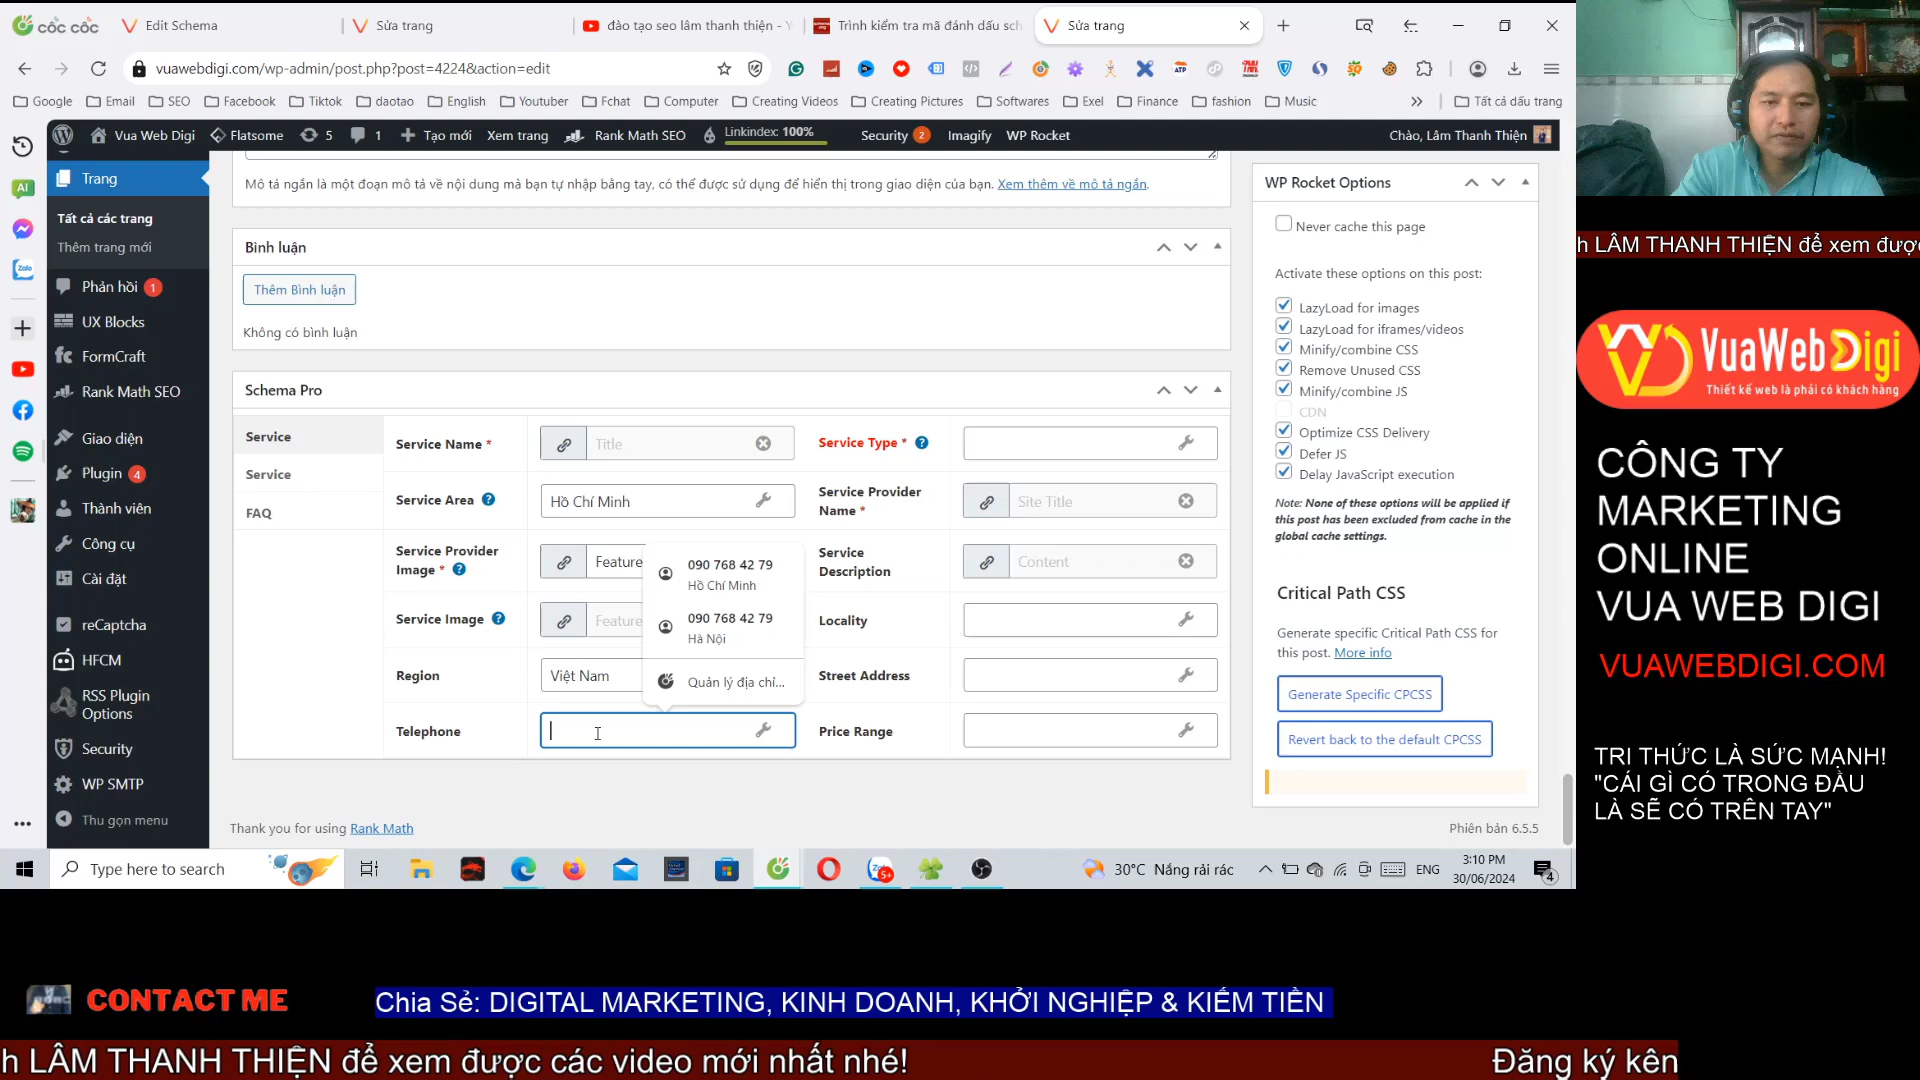 cốc cốc
Edit Schema
Sửa trang
đào tạo seo lâm thanh thiện - Y
Trình kiểm tra mã đánh dấu sch
Sửa trang
vuawebdigi.com/wp-admin/post.php?post=4224&action=edit
Google
Email
SEO
Facebook
Tiktok
daotao
English
Youtuber
Fchat
Computer
Creating Videos
Creating Pictures
Softwares
Exel
Finance
fashion
Music
Tất cả dấu trang
Vua Web Digi
Flatsome
5
1
Tạo mới
Xem trang
Rank Math SEO
Linkindex: 100%
Security 2
Imagify
WP Rocket
Chào, Lâm Thanh Thiện
Trang
Tất cả các trang
Thêm trang mới
Phản hồi 1
UX Blocks
FormCraft
Rank Math SEO
Giao diện
Plugin 4
Thành viên
Công cụ
Cài đặt
reCaptcha
HFCM
RSS Plugin
Options
Security
WP SMTP
Thu gọn menu
Mô tả ngắn là một đoạn mô tả về nội dung mà bạn tự nhập bằng tay, có thể được sử dụng để hiển thị trong giao diện của bạn. Xem thêm về mô tả ngắn.
Bình luận
Thêm Bình luận
Không có bình luận
Schema Pro
Service
Service
FAQ
Service Name *
Title
Service Type *
Service Area
Hồ Chí Minh
Service Provider
Name *
Site Title
Service Provider
Image *
Feature
Service
Description
Content
Service Image
Feature
Locality
Region
Việt Nam
Street Address
Telephone
Price Range
090 768 42 79
Hồ Chí Minh
090 768 42 79
Hà Nội
Quản lý địa chỉ...
Thank you for using Rank Math
Phiên bản 6.5.5
WP Rocket Options
Never cache this page
Activate these options on this post:
LazyLoad for images
LazyLoad for iframes/videos
Minify/combine CSS
Remove Unused CSS
Minify/combine JS
CDN
Optimize CSS Delivery
Defer JS
Delay JavaScript execution
Note: None of these options will be applied if
this post has been excluded from cache in the
global cache settings.
Critical Path CSS
Generate specific Critical Path CSS for
this post. More info
Generate Specific CPCSS
Revert back to the default CPCSS
Type here to search
30°C Nắng rải rác
ENG
3:10 PM
30/06/2024
4
h LÂM THANH THIỆN để xem được
VuaWebDigi
Thiết kế web là phải có khách hàng
CÔNG TY
MARKETING
ONLINE
VUA WEB DIGI
VUAWEBDIGI.COM
TRI THỨC LÀ SỨC MẠNH!
"CÁI GÌ CÓ TRONG ĐẦU
LÀ SẼ CÓ TRÊN TAY"
CONTACT ME
Chia Sẻ: DIGITAL MARKETING, KINH DOANH, KHỞI NGHIỆP & KIẾM TIỀN
h LÂM THANH THIỆN để xem được các video mới nhất nhé!
Đăng ký kên